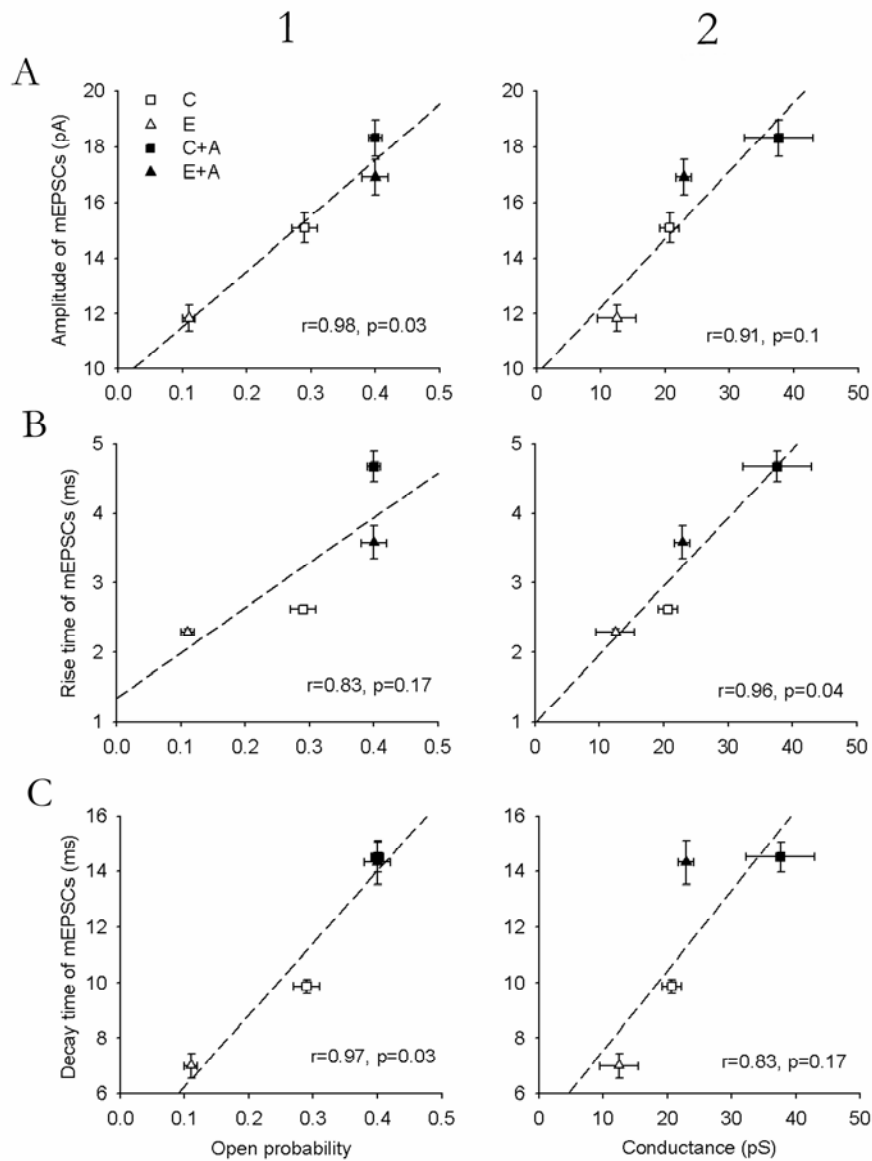 1 2
A
20 20
18 18
16 16
14 14
12 12
10 10
Amplitude of mEPSCs (pA)
C
E
C+A
E+A
r=0.98, p=0.03
r=0.91, p=0.1
0.0 0.1 0.2 0.3 0.4 0.5
0 10 20 30 40 50
B
5 5
4 4
3 3
2 2
1 1
Rise time of mEPSCs (ms)
r=0.83, p=0.17
r=0.96, p=0.04
0.0 0.1 0.2 0.3 0.4 0.5
0 10 20 30 40 50
C
16 16
14 14
12 12
10 10
8 8
6 6
Decay time of mEPSCs (ms)
r=0.97, p=0.03
r=0.83, p=0.17
0.0 0.1 0.2 0.3 0.4 0.5
0 10 20 30 40 50
Open probability
Conductance (pS)